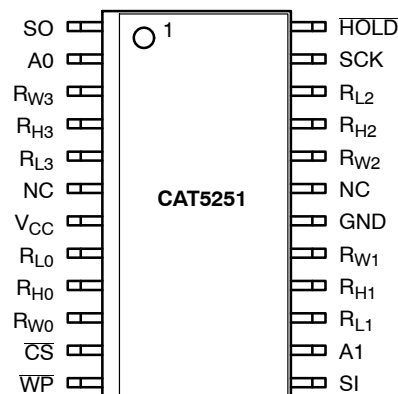 SO 1 HOLD
A0 SCK
RW3 RL2
RH3 RH2
RL3 RW2
NC CAT5251 NC
VCC GND
RL0 RW1
RH0 RH1
RW0 RL1
CS A1
WP SI